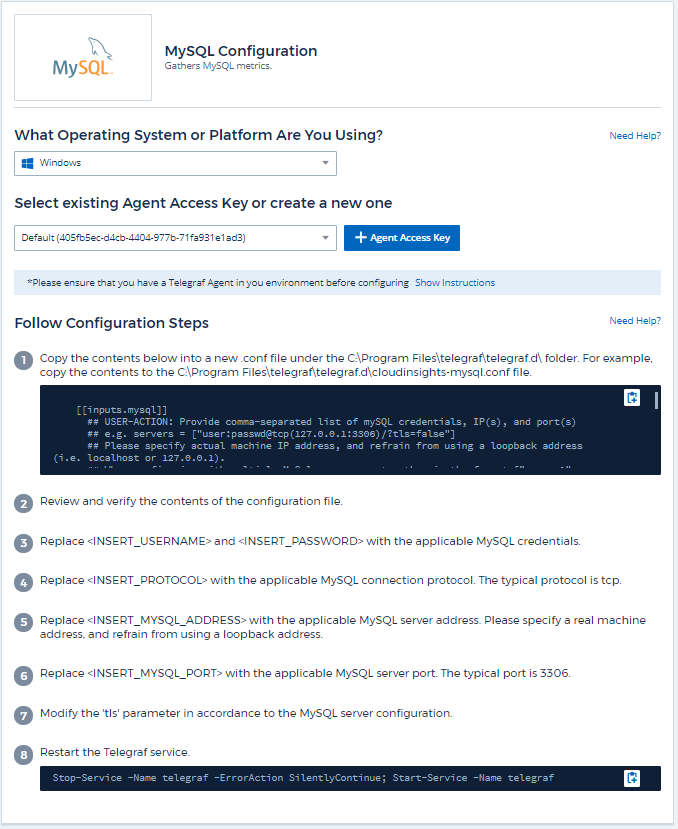 MySQL
MySQL Configuration
Gathers MySQL metrics.
What Operating System or Platform Are You Using?
Need Help?
Windows
Select existing Agent Access Key or create a new one
Default (405fb5ec-d4cb-4404-977b-71fa931e1ad3)
+ Agent Access Key
*Please ensure that you have a Telegraf Agent in you environment before configuring Show Instructions
Follow Configuration Steps
Need Help?
1 Copy the contents below into a new .conf file under the C:\Program Files\telegraf\telegraf.d\ folder. For example,
copy the contents to the C:\Program Files\telegraf\telegraf.d\cloudinsights-mysql.conf file.
[[inputs.mysql]]
## USER-ACTION: Provide comma-separated list of mySQL credentials, IP(s), and port(s)
## e.g. servers = ["user:passwd@tcp(127.0.0.1:3306)/?tls=false"]
## Please specify actual machine IP address, and refrain from using a loopback address
(i.e. localhost or 127.0.0.1).
2 Review and verify the contents of the configuration file.
3 Replace <INSERT_USERNAME> and <INSERT_PASSWORD> with the applicable MySQL credentials.
4 Replace <INSERT_PROTOCOL> with the applicable MySQL connection protocol. The typical protocol is tcp.
5 Replace <INSERT_MYSQL_ADDRESS> with the applicable MySQL server address. Please specify a real machine
address, and refrain from using a loopback address.
6 Replace <INSERT_MYSQL_PORT> with the applicable MySQL server port. The typical port is 3306.
7 Modify the 'tls' parameter in accordance to the MySQL server configuration.
8 Restart the Telegraf service.
Stop-Service -Name telegraf -ErrorAction SilentlyContinue; Start-Service -Name telegraf